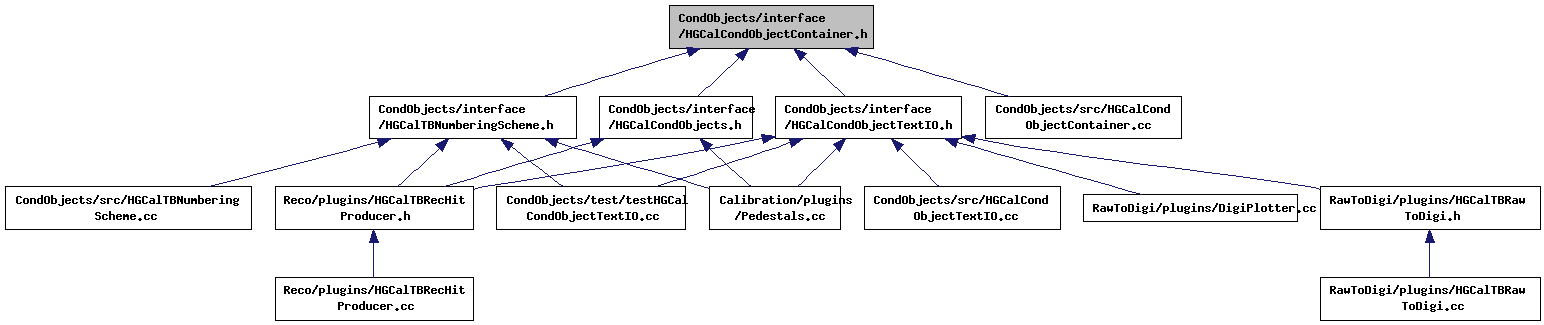 CondObjects/interface
/HGCalCondObjectContainer.h
CondObjects/interface
/HGCalTBNumberingScheme.h
CondObjects/interface
/HGCalCondObjects.h
CondObjects/interface
/HGCalCondObjectTextIO.h
CondObjects/src/HGCalCond
ObjectContainer.cc
CondObjects/src/HGCalTBNumbering
Scheme.cc
Reco/plugins/HGCalTBRecHit
Producer.h
CondObjects/test/testHGCal
CondObjectTextIO.cc
Calibration/plugins
/Pedestals.cc
CondObjects/src/HGCalCond
ObjectTextIO.cc
RawToDigi/plugins/DigiPlotter.cc
RawToDigi/plugins/HGCalTBRaw
ToDigi.h
Reco/plugins/HGCalTBRecHit
Producer.cc
RawToDigi/plugins/HGCalTBRaw
ToDigi.cc